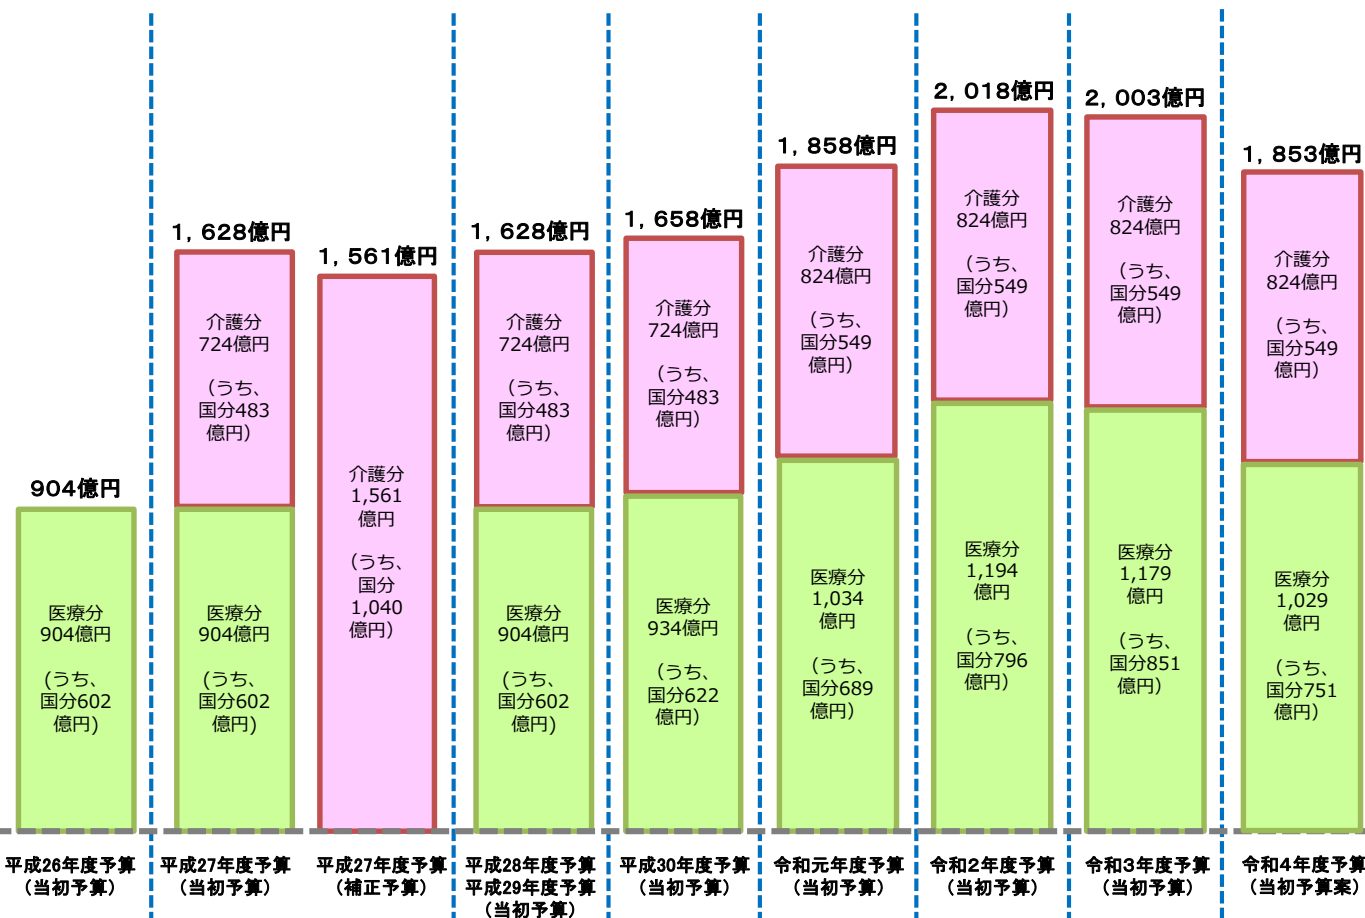 904億円
医療分
904億円
(うち、
国分602
億円)
平成26年度予算
（当初予算）
1，628億円
介護分
724億円
（うち、
国分483
億円）
医療分
904億円
(うち、
国分602
億円)
平成27年度予算
（当初予算）
1，561億円
介護分
1,561
億円
（うち、
国分
1,040
億円）
平成27年度予算
（補正予算）
1，628億円
介護分
724億円
（うち、
国分483
億円）
医療分
904億円
(うち、
国分602
億円)
平成28年度予算
平成29年度予算
（当初予算）
1，658億円
介護分
724億円
（うち、
国分483
億円）
医療分
934億円
（うち、
国分622
億円）
平成30年度予算
（当初予算）
1，858億円
介護分
824億円
（うち、
国分549
億円）
医療分
1,034
億円
（うち、
国分689
億円）
令和元年度予算
（当初予算）
2，018億円
介護分
824億円
（うち、
国分549
億円）
医療分
1,194
億円
（うち、
国分796
億円）
令和2年度予算
（当初予算）
2，003億円
介護分
824億円
（うち、
国分549
億円）
医療分
1,179
億円
（うち、
国分851
億円）
令和3年度予算
（当初予算）
1，853億円
介護分
824億円
（うち、
国分549
億円）
医療分
1,029
億円
（うち、
国分751
億円）
令和4年度予算
（当初予算案）